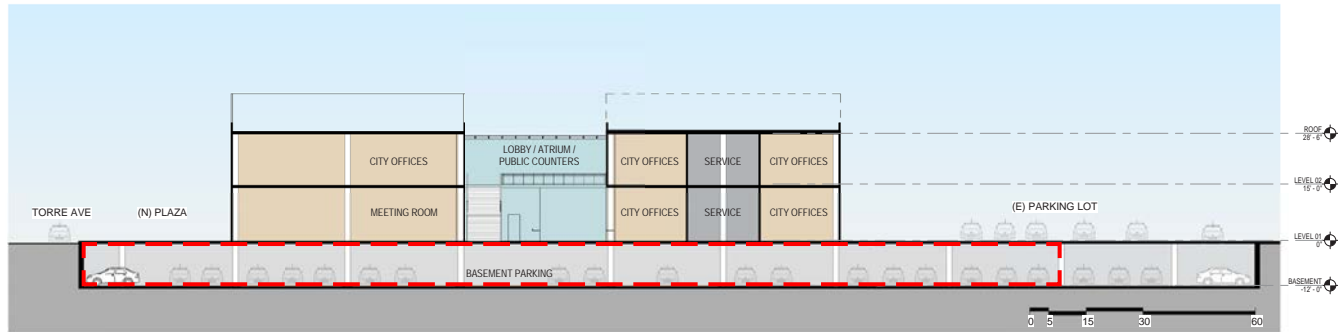 ROOF
28' - 6"
LOBBY / ATRIUM /
PUBLIC COUNTERS
CITY OFFICES
CITY OFFICES
SERVICE
CITY OFFICES
LEVEL 02
15' - 0"
TORRE AVE
(N) PLAZA
MEETING ROOM
CITY OFFICES
SERVICE
CITY OFFICES
(E) PARKING LOT
LEVEL 01
0"
BASEMENT PARKING
BASEMENT
-12' - 0"
0 5 15 30 60